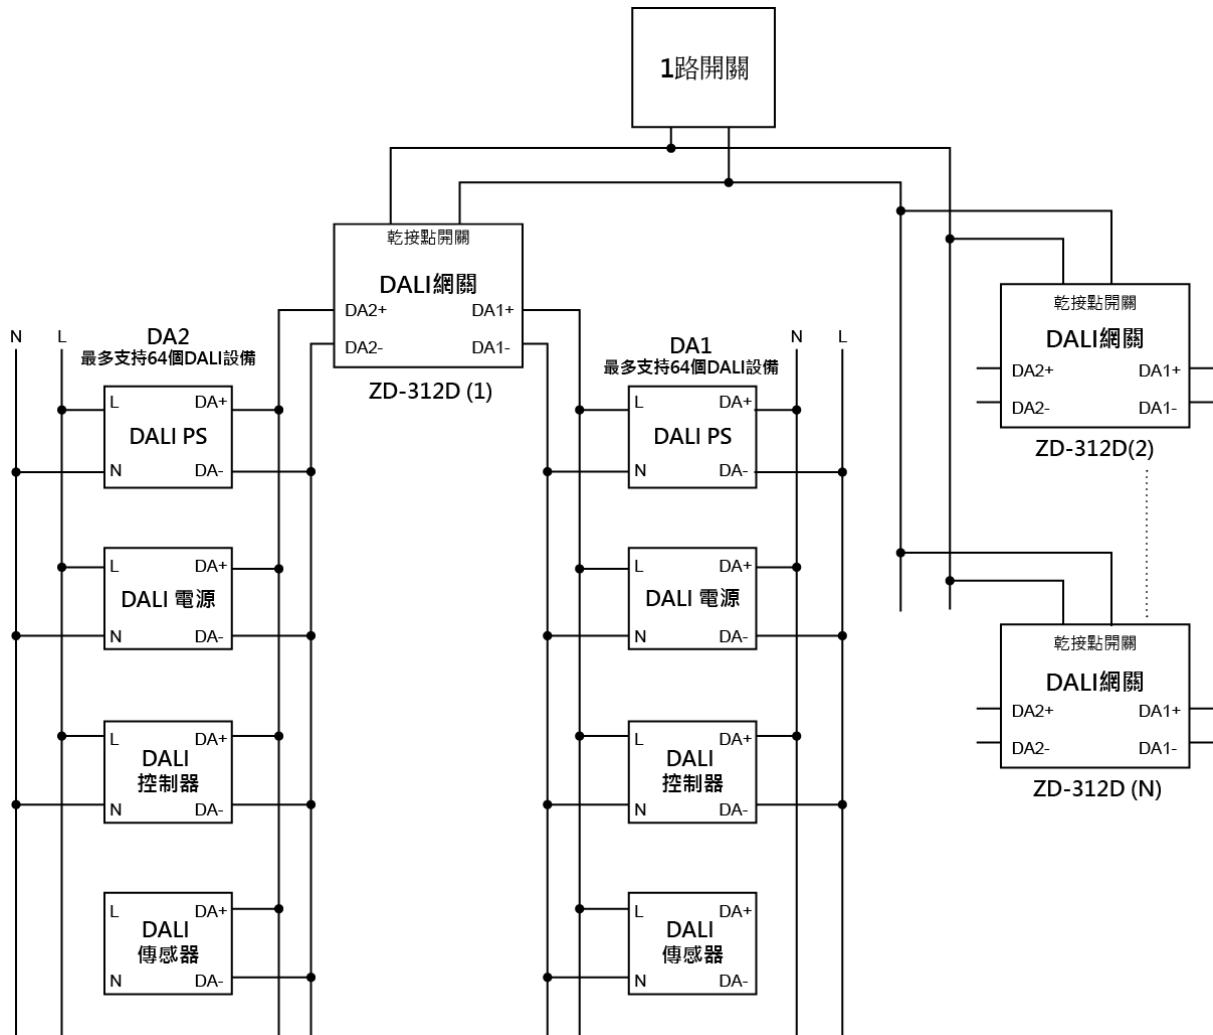 1路開關
乾接點開關
DALI網關
DA2+ DA1+
DA2- DA1-
ZD-312D (1)
N L
DA2
最多支持64個DALI設備
L DA+
DALI PS
N DA-
L DA+
DALI 電源
N DA-
L DA+
DALI
控制器
N DA-
L DA+
DALI
傳感器
N DA-
DA1
最多支持64個DALI設備
N L
L DA+
DALI PS
N DA-
L DA+
DALI 電源
N DA-
L DA+
DALI
控制器
N DA-
L DA+
DALI
傳感器
N DA-
乾接點開關
DALI網關
DA2+ DA1+
DA2- DA1-
ZD-312D(2)
乾接點開關
DALI網關
DA2+ DA1+
DA2- DA1-
ZD-312D (N)